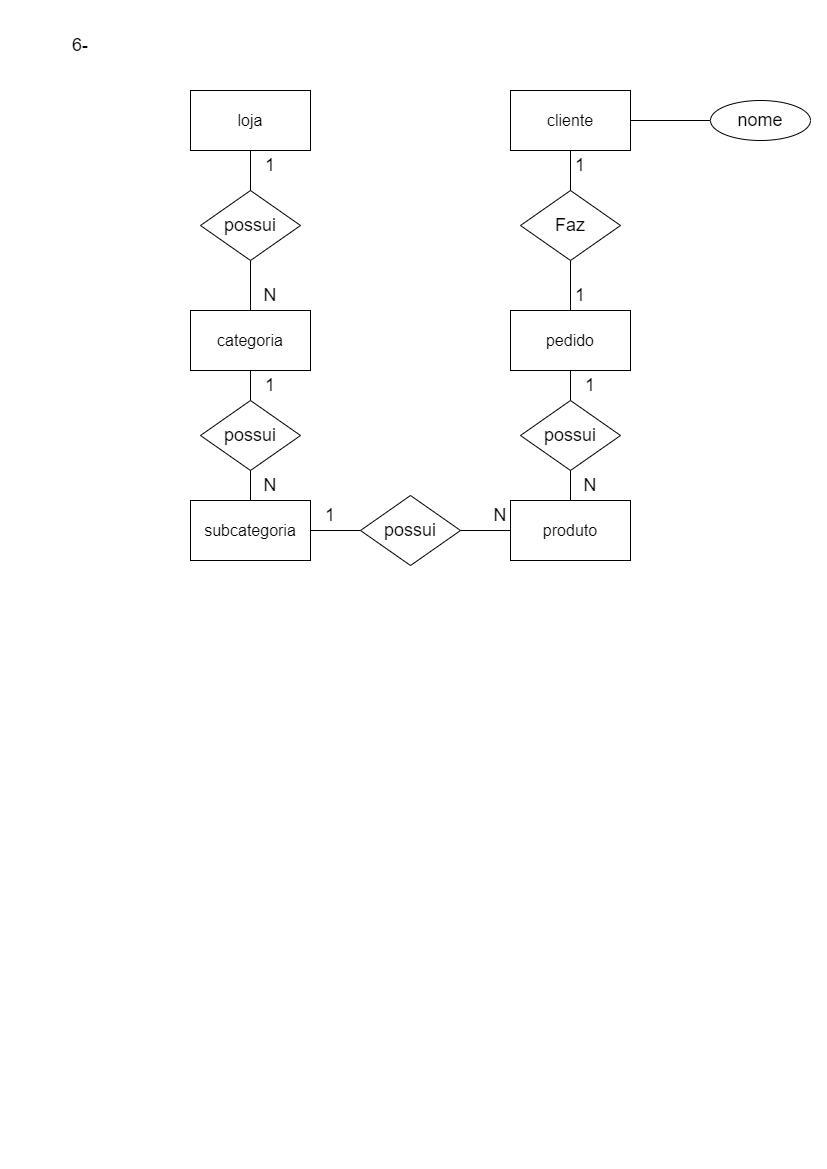 6-
loja
cliente
nome
1
1
possui
Faz
N
1
categoria
pedido
1
1
possui
possui
N
N
subcategoria
1
possui
N
produto